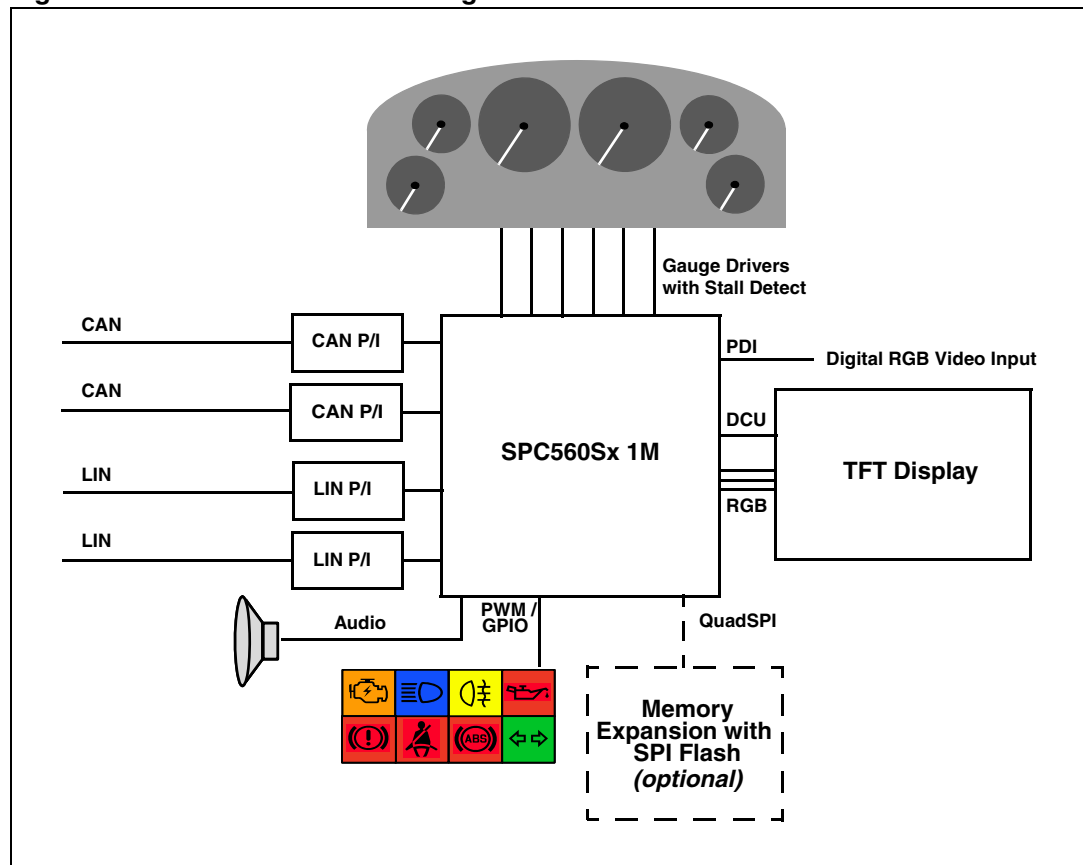 Gauge Drivers
with Stall Detect
CAN
CAN P/I
PDI
Digital RGB Video Input
CAN
CAN P/I
DCU
SPC560Sx 1M
TFT Display
LIN
LIN P/I
RGB
LIN
LIN P/I
Audio
PWM /
GPIO
QuadSPI
ABS
Memory
Expansion with
SPI Flash
(optional)